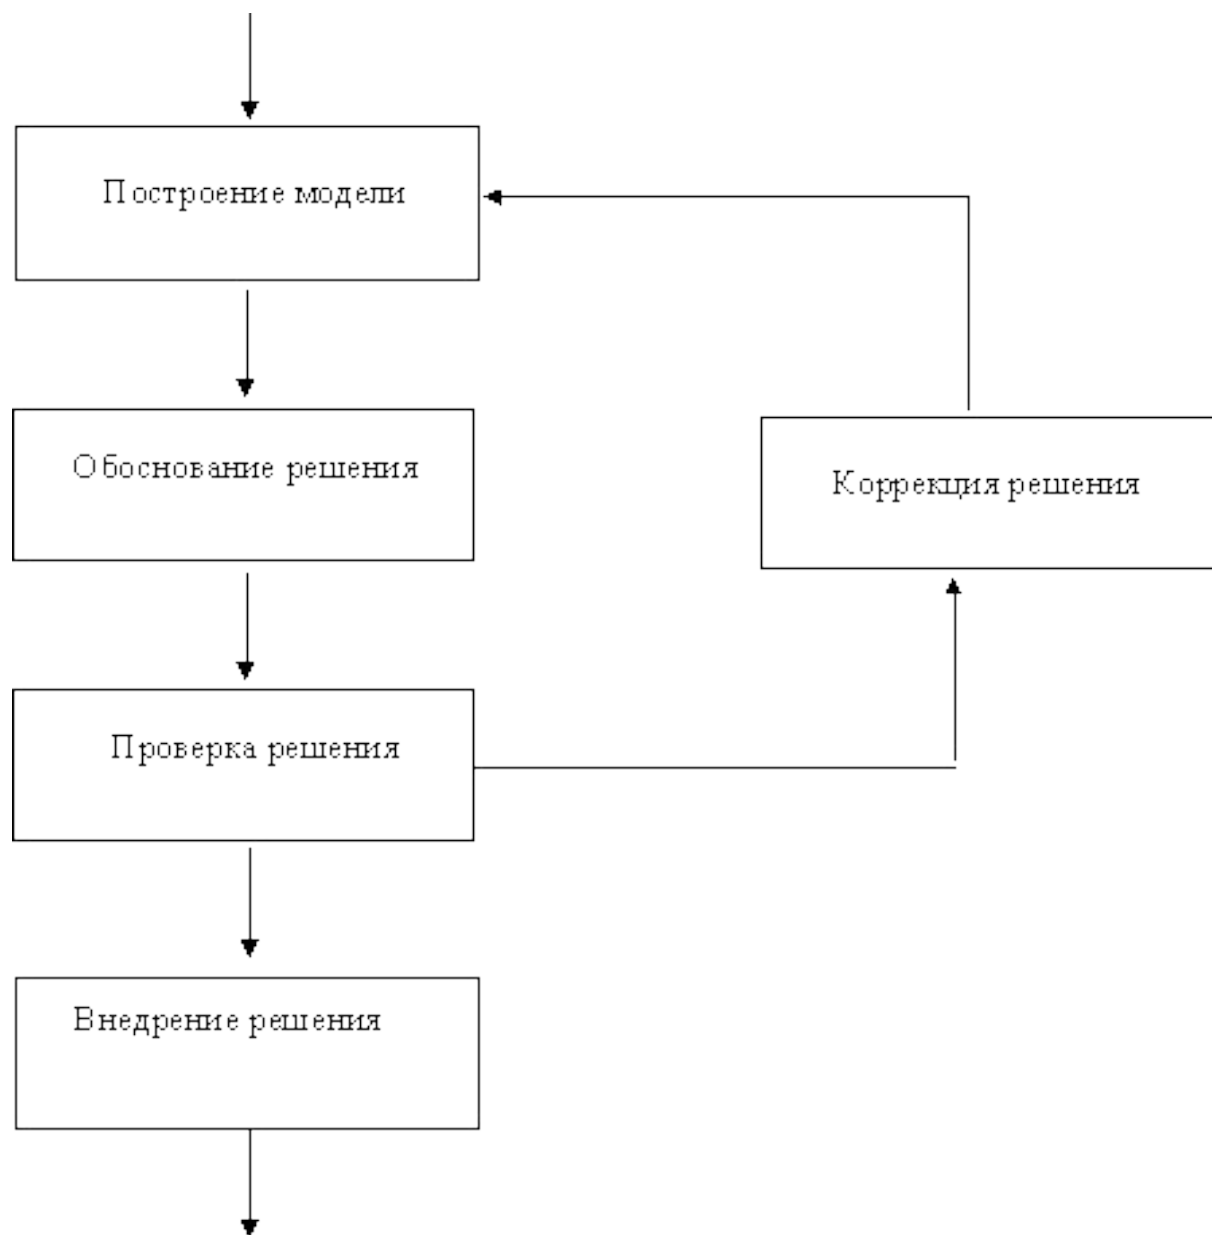 Построение модели
Обоснование решения
Коррекция решения
Проверка решения
Внедрение решения